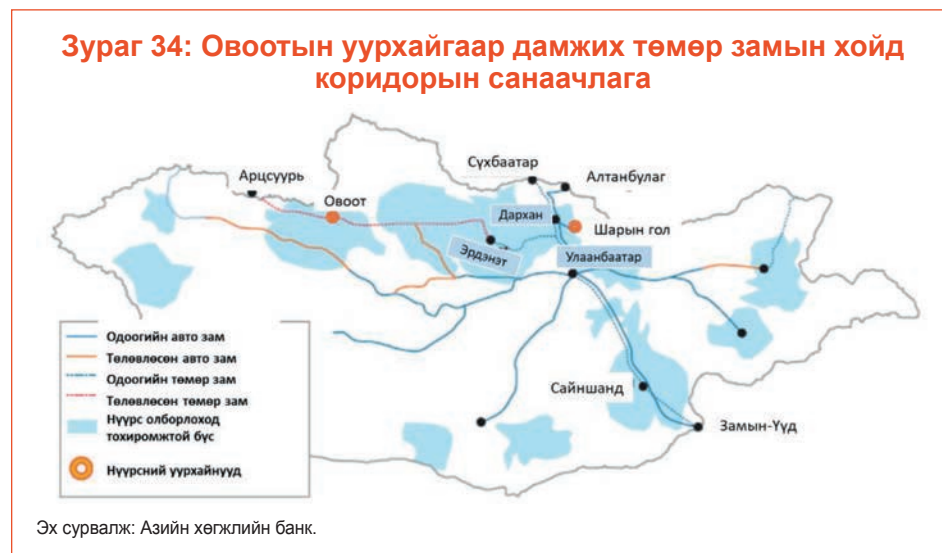 Зураг 34: Овоотын уурхайгаар дамжих төмөр замын хойд
коридорын санаачлага
Сүхбаатар
Алтанбулаг
Арцсуурь
Овоот
Дархан
Шарын гол
Эрдэнэт
Улаанбаатар
Сайншанд
Замын-Үүд
Одоогийн авто зам
Төлөвлөсөн авто зам
Одоогийн төмөр зам
Төлөвлөсөн төмөр зам
Нүүрс олборлоход
тохиромжтой бүс
Нүүрсний уурхайнууд
Эх сурвалж: Азийн хөгжлийн банк.